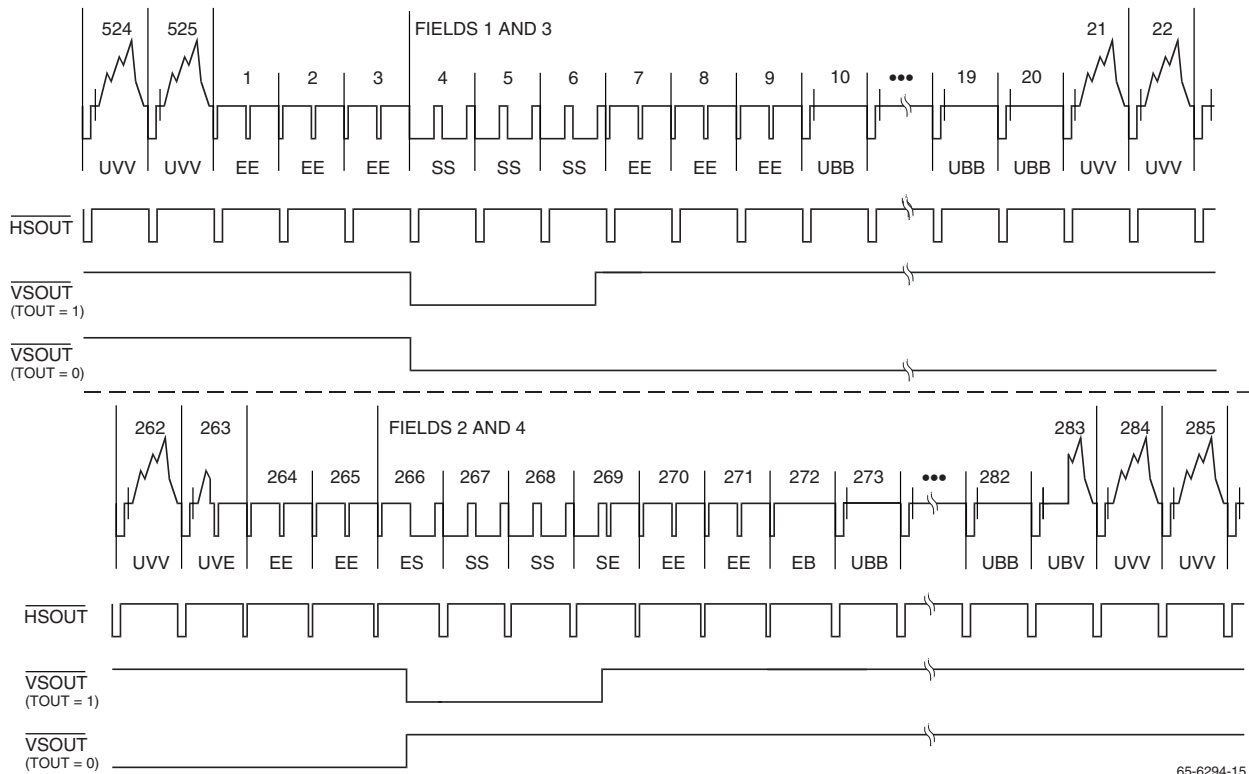 524 525 FIELDS 1 AND 3 21 22
1 2 3 4 5 6 7 8 9 10 ••• 19 20
UVV UVV EE EE EE SS SS SS EE EE EE UBB UBB UBB UVV UVV
HSOUT
VSOUT
(TOUT = 1)
VSOUT
(TOUT = 0)
262 263 FIELDS 2 AND 4 283 284 285
264 265 266 267 268 269 270 271 272 273 ••• 282
UVV UVE EE EE ES SS SS SE EE EE EB UBB UBB UBV UVV UVV
HSOUT
VSOUT
(TOUT = 1)
VSOUT
(TOUT = 0)
65-6294-15